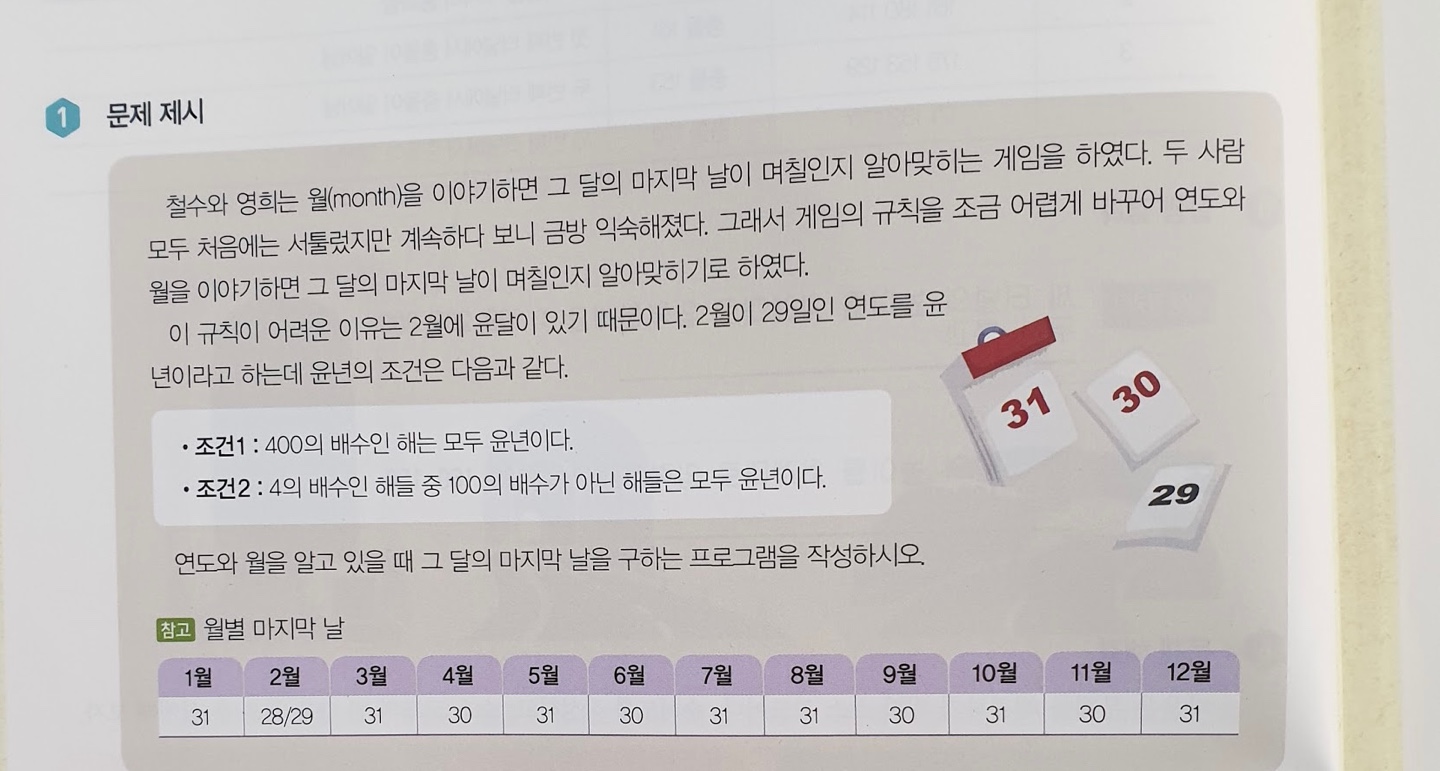 1 문제 제시
철수와 영희는 월(month)을 이야기하면 그 달의 마지막 날이 며칠인지 알아맞히는 게임을 하였다. 두 사람
모두 처음에는 서툴렀지만 계속하다 보니 금방 익숙해졌다. 그래서 게임의 규칙을 조금 어렵게 바꾸어 연도와
월을 이야기하면 그 달의 마지막 날이 며칠인지 알아맞히기로 하였다.
이 규칙이 어려운 이유는 2월에 윤달이 있기 때문이다. 2월이 29일인 연도를 윤
년이라고 하는데 윤년의 조건은 다음과 같다.
• 조건1 : 400의 배수인 해는 모두 윤년이다.
• 조건2 : 4의 배수인 해들 중 100의 배수가 아닌 해들은 모두 윤년이다.
31
30
29
연도와 월을 알고 있을 때 그 달의 마지막 날을 구하는 프로그램을 작성하시오.
참고 월별 마지막 날
1월 2월 3월 4월 5월 6월 7월 8월 9월 10월 11월 12월
31 28/29 31 30 31 30 31 31 30 31 30 31